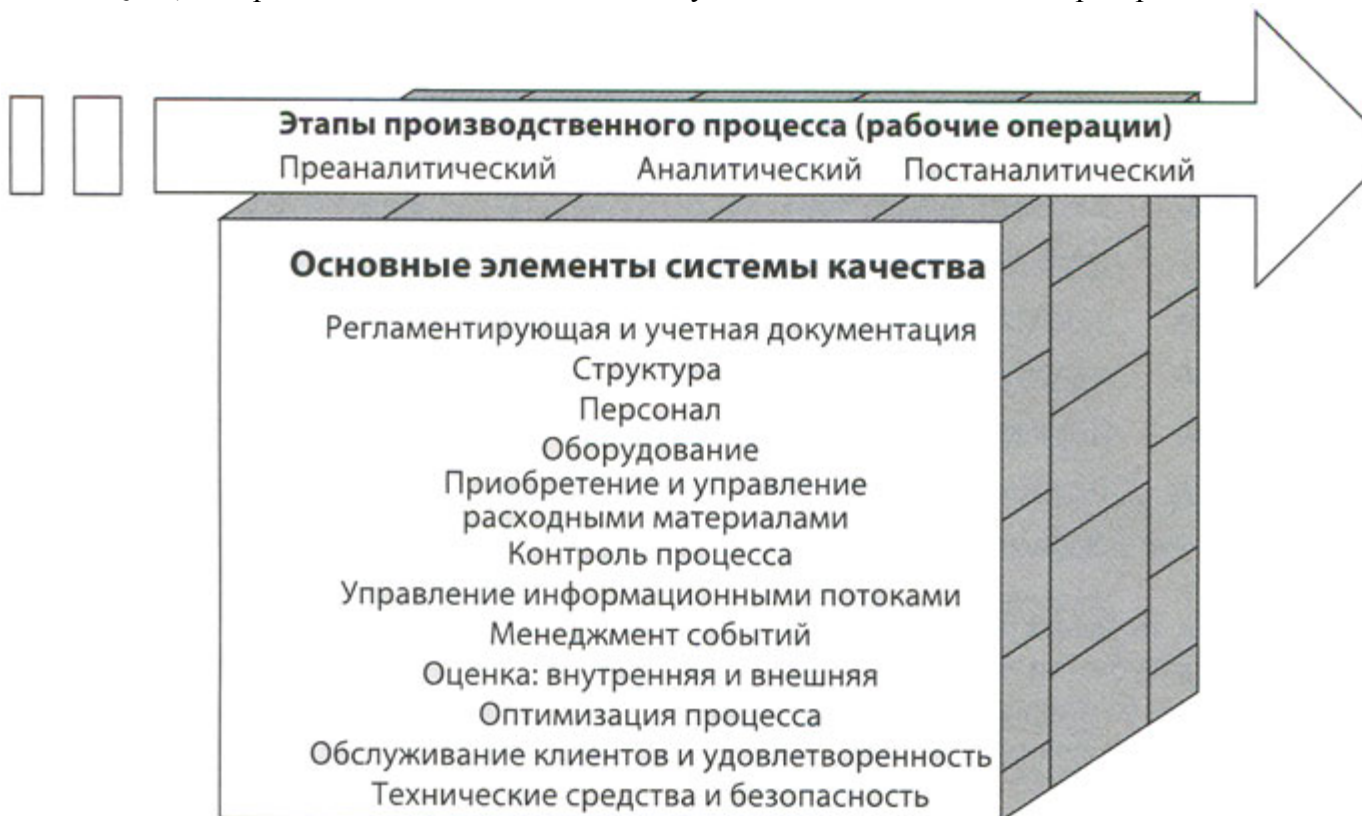 Этапы производственного процесса (рабочие операции)
Преаналитический Аналитический Постаналитический
Основные элементы системы качества
Регламентирующая и учетная документация
Структура
Персонал
Оборудование
Приобретение и управление
расходными материалами
Контроль процесса
Управление информационными потоками
Менеджмент событий
Оценка: внутренняя и внешняя
Оптимизация процесса
Обслуживание клиентов и удовлетворенность
Технические средства и безопасность